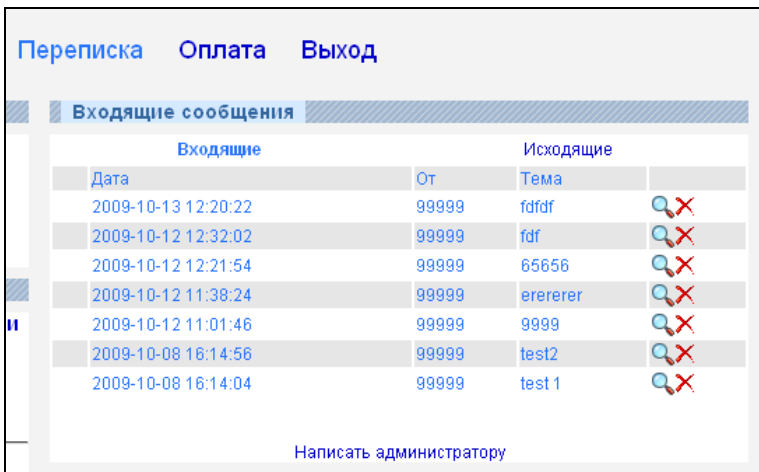 Переписка Оплата Выход
Входящие сообщения
Входящие Исходящие
Дата От Тема
2009-10-13 12:20:22 99999 fdfdf
2009-10-12 12:32:02 99999 fdf
2009-10-12 12:21:54 99999 65656
2009-10-12 11:38:24 99999 erererer
и 2009-10-12 11:01:46 99999 9999
2009-10-08 16:14:56 99999 test2
2009-10-08 16:14:04 99999 test 1
Написать администратору